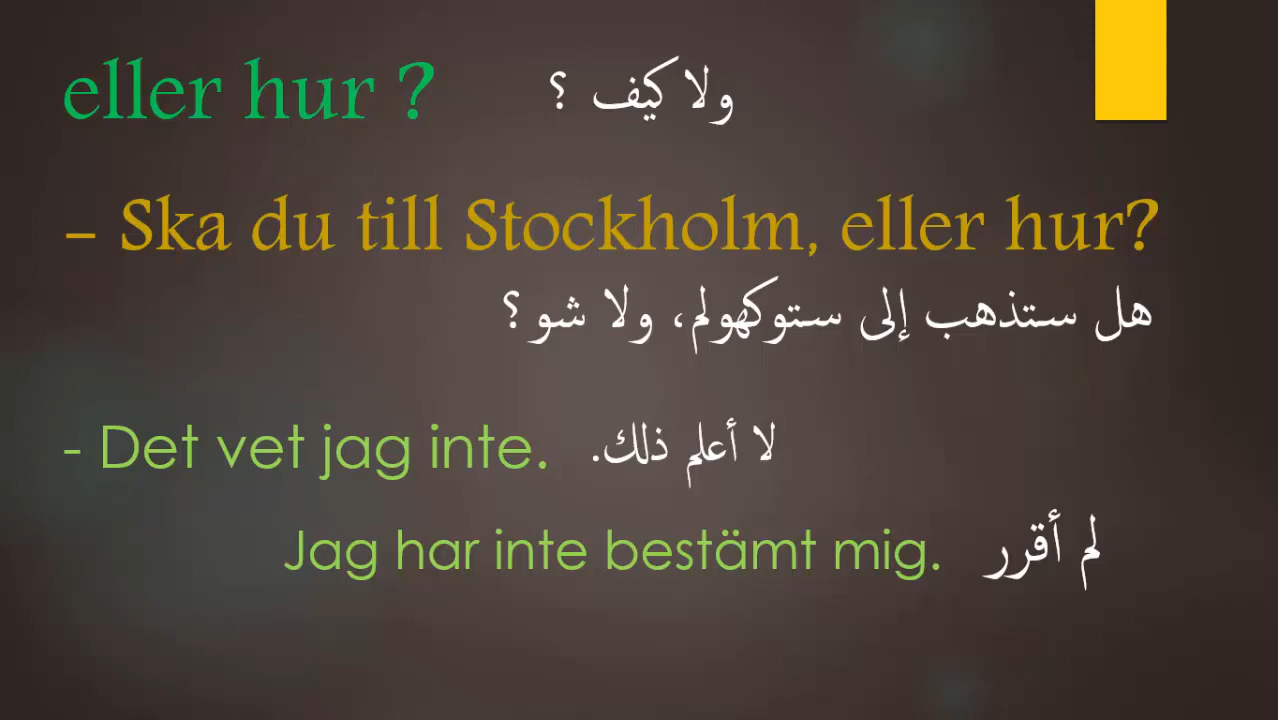 eller hur ? ولا كيف ؟
– Ska du till Stockholm, eller hur?
هل ستذهب إلى ستوكهولم، ولا شو؟
- Det vet jag inte. لا أعلم ذلك.
Jag har inte bestämt mig. لم أقرر